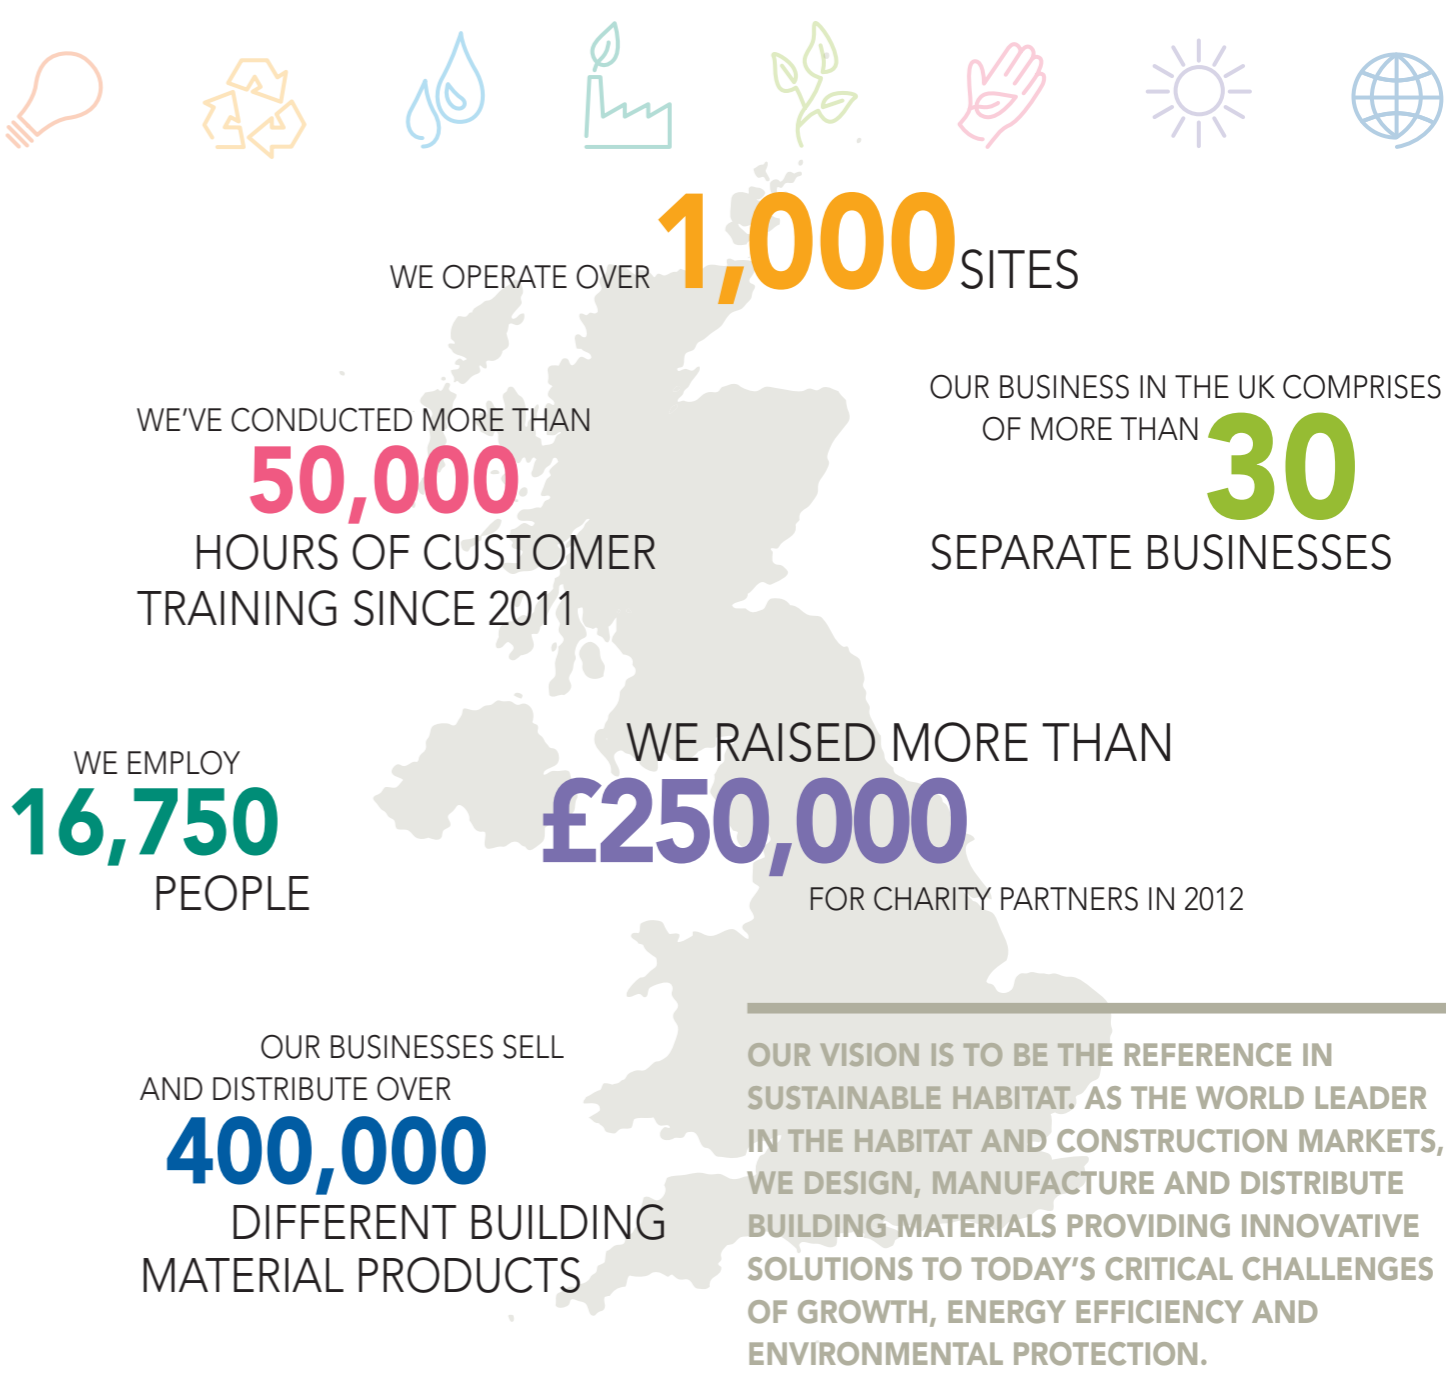 WE OPERATE OVER 1,000 SITES
WE'VE CONDUCTED MORE THAN
50,000
HOURS OF CUSTOMER
TRAINING SINCE 2011
OUR BUSINESS IN THE UK COMPRISES
OF MORE THAN 30
SEPARATE BUSINESSES
WE EMPLOY
16,750
PEOPLE
WE RAISED MORE THAN
£250,000
FOR CHARITY PARTNERS IN 2012
OUR BUSINESSES SELL
AND DISTRIBUTE OVER
400,000
DIFFERENT BUILDING
MATERIAL PRODUCTS
OUR VISION IS TO BE THE REFERENCE IN
SUSTAINABLE HABITAT. AS THE WORLD LEADER
IN THE HABITAT AND CONSTRUCTION MARKETS,
WE DESIGN, MANUFACTURE AND DISTRIBUTE
BUILDING MATERIALS PROVIDING INNOVATIVE
SOLUTIONS TO TODAY'S CRITICAL CHALLENGES
OF GROWTH, ENERGY EFFICIENCY AND
ENVIRONMENTAL PROTECTION.